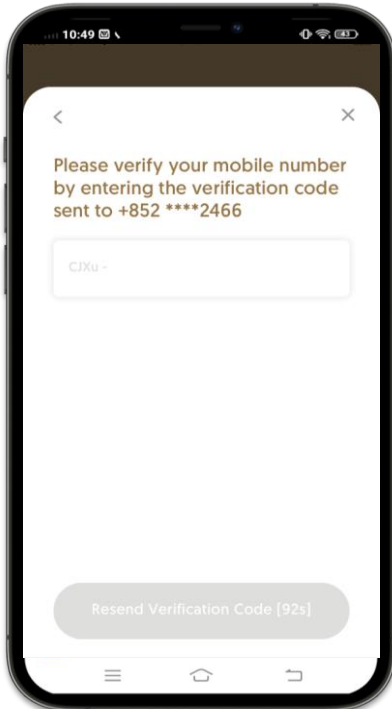 10:49
43
Please verify your mobile number
by entering the verification code
sent to +852 ****2466
CJXu -
Resend Verification Code [92s]